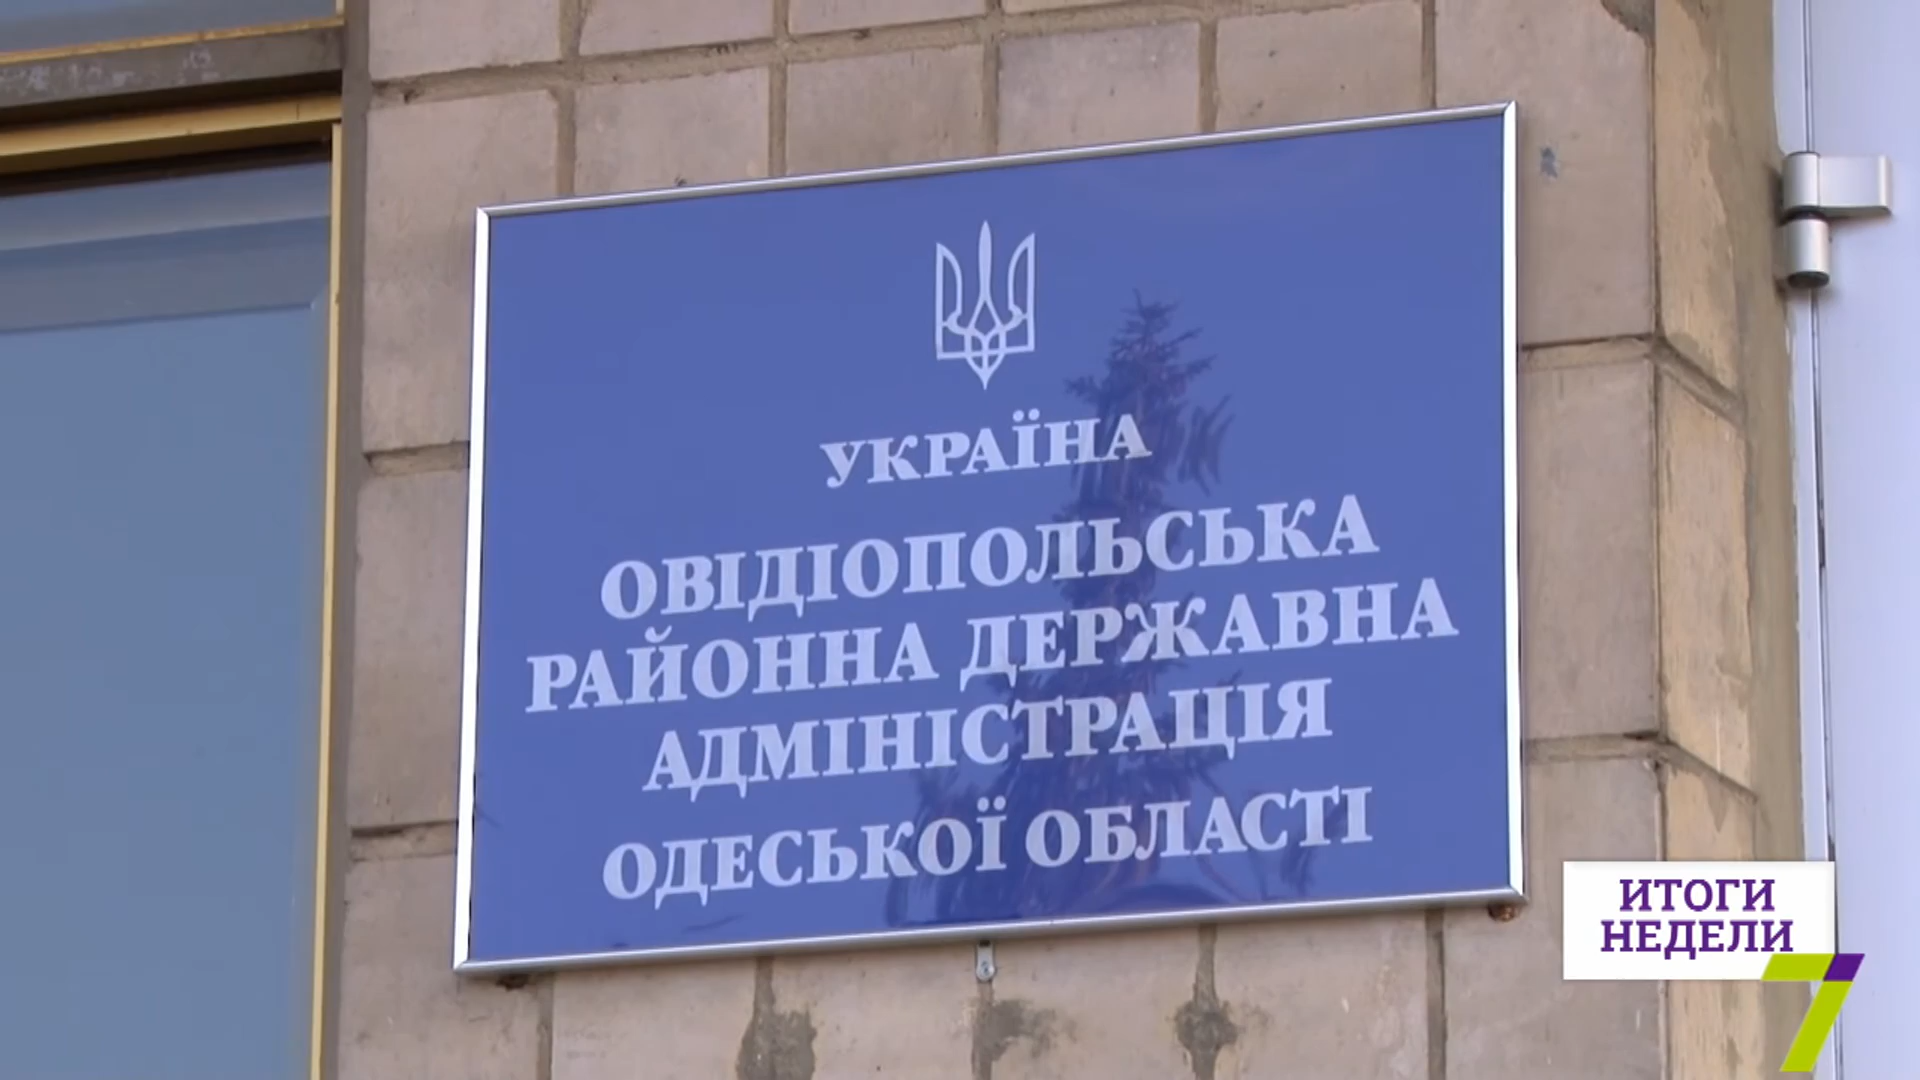 УКРАЇНА
ОВІДІОПОЛЬСЬКА
РАЙОННА ДЕРЖАВНА
АДМІНІСТРАЦІЯ
ОДЕСЬКОЇ ОБЛАСТІ
ИТОГИ
НЕДЕЛИ
7